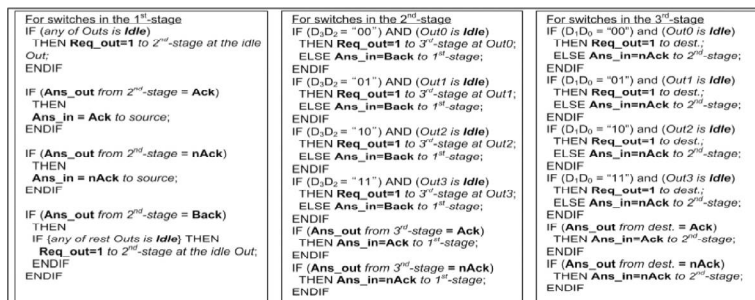 For switches in the 1st-stage
IF (any of Outs is Idle)
THEN Req_out=1 to 2nd-stage at the idle
Out;
ENDIF
IF (Ans_out from 2nd-stage = Ack)
THEN
Ans_in = Ack to source;
ENDIF
IF (Ans_out from 2nd-stage = nAck)
THEN
Ans_in = nAck to source;
ENDIF
IF (Ans_out from 2nd-stage = Back)
THEN
IF {any of rest Outs is Idle} THEN
Req_out=1 to 2nd-stage at the idle Out;
ENDIF
ENDIF
For switches in the 2nd-stage
IF (D3D2 = "00") AND (Out0 is Idle)
THEN Req_out=1 to 3rd-stage at Out0;
ELSE Ans_in=Back to 1st-stage;
ENDIF
IF (D3D2 = "01") AND (Out1 is Idle)
THEN Req_out=1 to 3rd-stage at Out1;
ELSE Ans_in=Back to 1st-stage;
ENDIF
IF (D3D2 = "10") AND (Out2 is Idle)
THEN Req_out=1 to 3rd-stage at Out2;
ELSE Ans_in=Back to 1st-stage;
ENDIF
IF (D3D2 = "11") AND (Out3 is Idle)
THEN Req_out=1 to 3rd-stage at Out3;
ELSE Ans_in=Back to 1st-stage;
ENDIF
IF (Ans_out from 3rd-stage = Ack)
THEN Ans_in=Ack to 1st-stage;
ENDIF
IF (Ans_out from 3rd-stage = nAck)
THEN Ans_in=nAck to 1st-stage;
ENDIF
For switches in the 3rd-stage
IF (D1D0 = "00") and (Out0 is Idle)
THEN Req_out=1 to dest.;
ELSE Ans_in=nAck to 2nd-stage;
ENDIF
IF (D1D0 = "01") and (Out1 is Idle)
THEN Req_out=1 to dest.;
ELSE Ans_in=nAck to 2nd-stage;
ENDIF
IF (D1D0 = "10") and (Out2 is Idle)
THEN Req_out=1 to dest.;
ELSE Ans_in=nAck to 2nd-stage;
ENDIF
IF (D1D0 = "11") and (Out3 is Idle)
THEN Req_out=1 to dest.;
ELSE Ans_in=nAck to 2nd-stage;
ENDIF
IF (Ans_out from dest. = Ack)
THEN Ans_in=Ack to 2nd-stage;
ENDIF
IF (Ans_out from dest. = nAck)
THEN Ans_in=nAck to 2nd-stage;
ENDIF